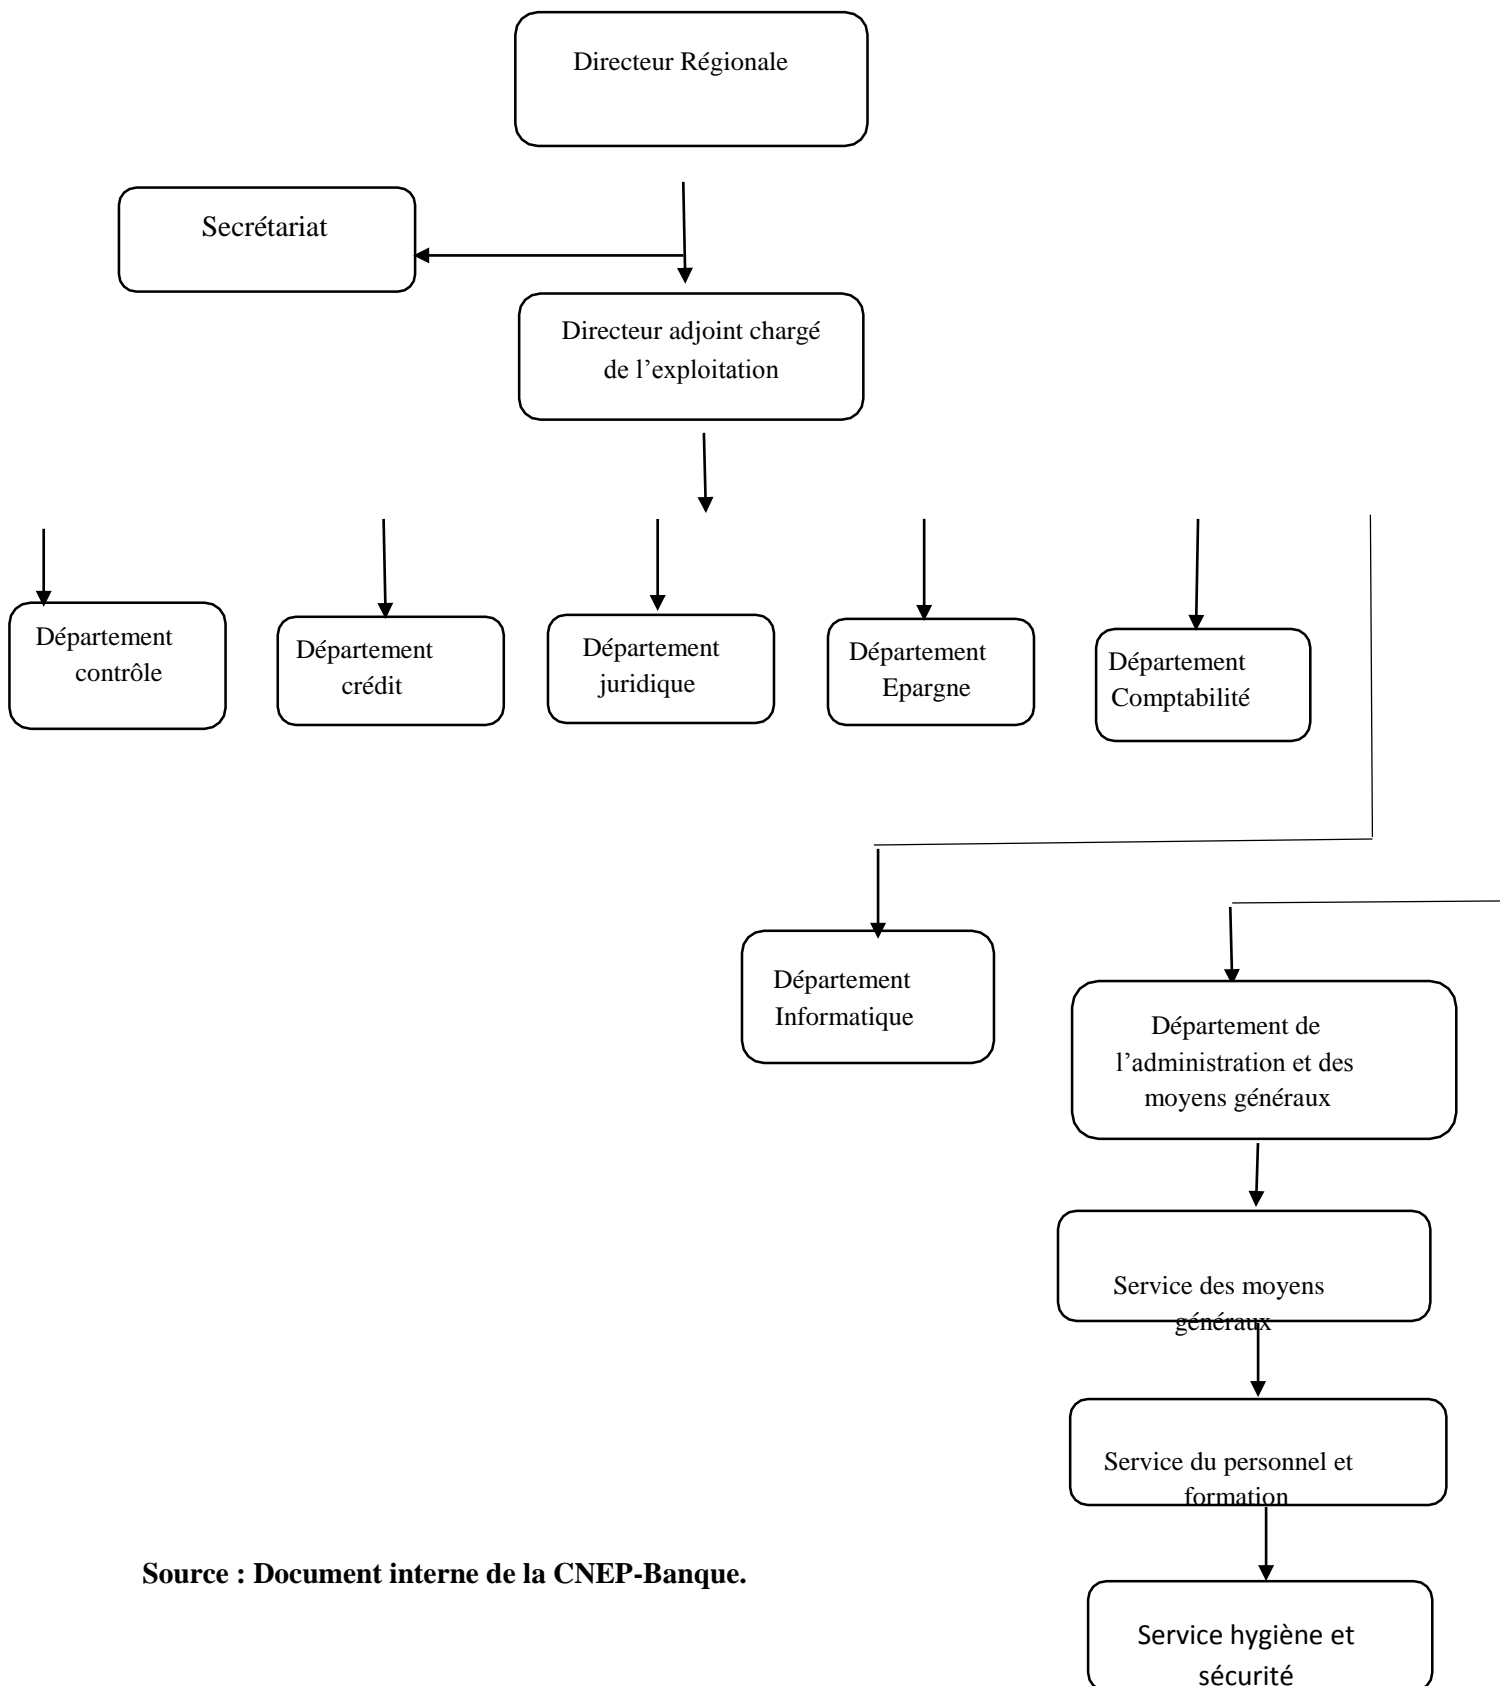 Directeur Régionale
Secrétariat
Directeur adjoint chargé
de l’exploitation
Département
contrôle
Département
crédit
Département
juridique
Département
Epargne
Département
Comptabilité
Département
Informatique
Département de
l’administration et des
moyens généraux
Service des moyens
généraux
Service du personnel et
formation
Source : Document interne de la CNEP-Banque.
Service hygiène et
sécurité